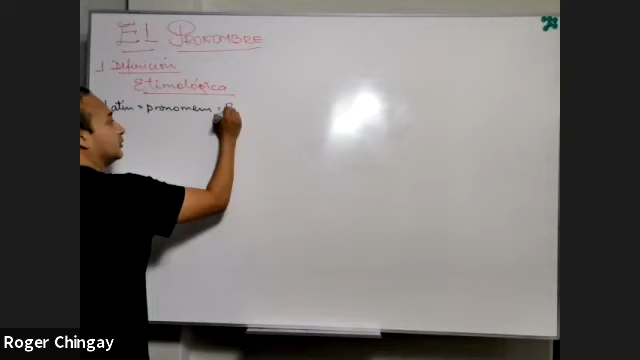 EL PRONOMBRE
1 Definición
Etimológica
Latín = pronomen =
Roger Chingay